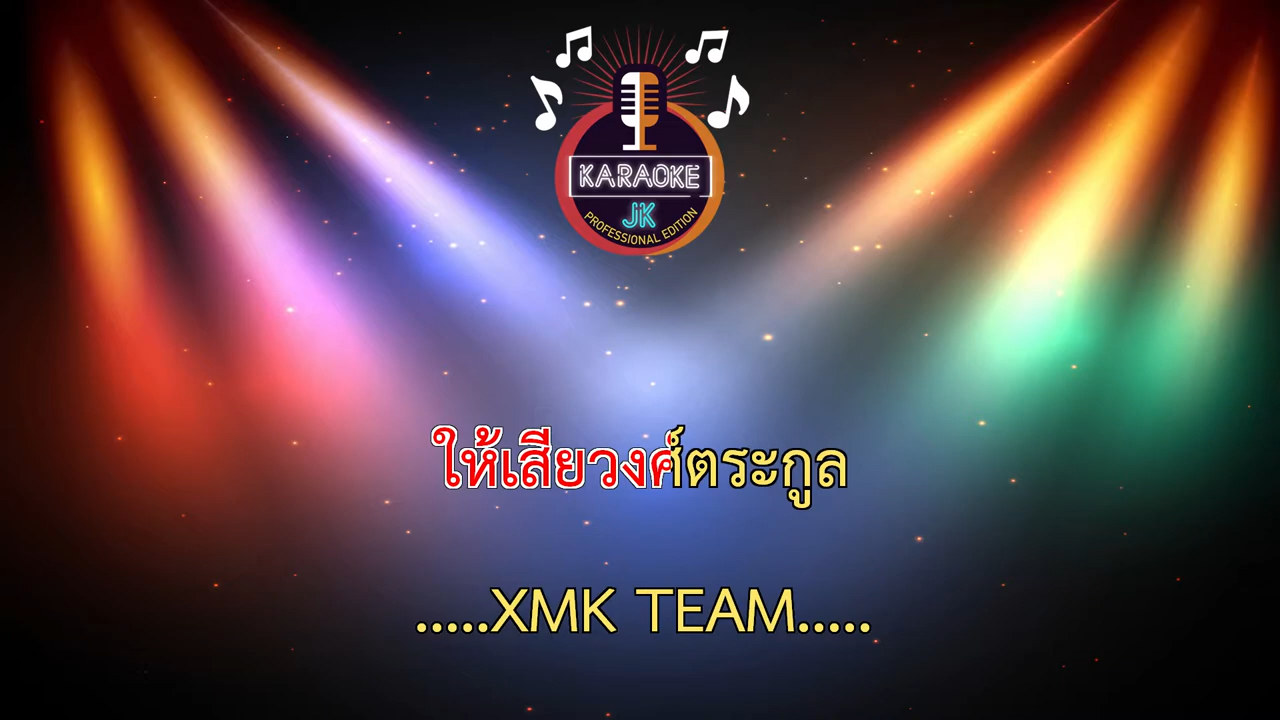 KARAOKE
JK
PROFESSIONAL EDITION
ให้เสียวงศ์ตระกูล
.....XMK TEAM.....